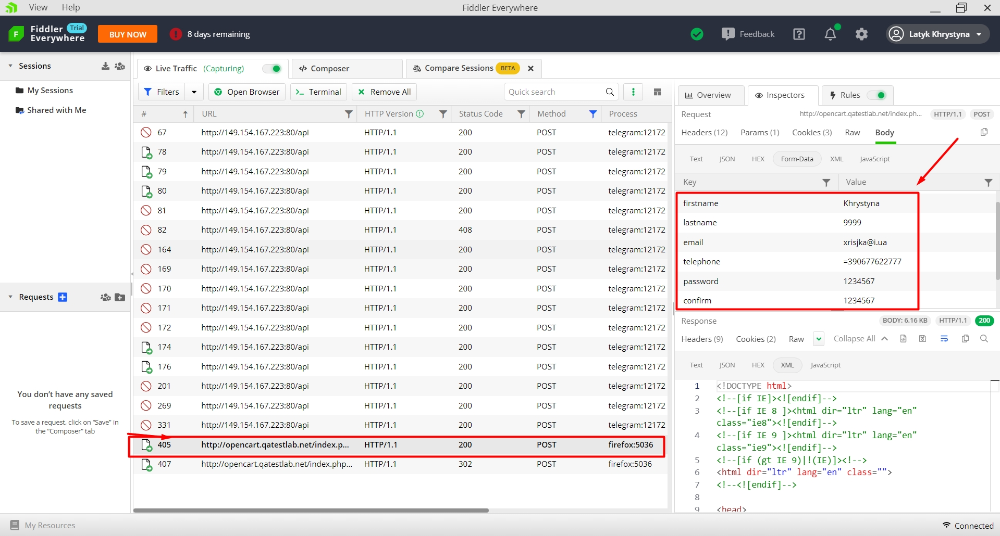 View Help Fiddler Everywhere
Fiddler Trial
Everywhere
BUY NOW
8 days remaining
Feedback
Latyk Khrystyna
Sessions
My Sessions
Shared with Me
Requests
You don’t have any saved
requests
To save a request, click on “Save” in
the “Composer” tab
Live Traffic (Capturing)
Composer
Compare Sessions BETA
Filters Open Browser Terminal Remove All Quick search
# URL HTTP Version Status Code Method Process
67 http://149.154.167.223:80/api HTTP/1.1 200 POST telegram:12172
78 http://149.154.167.223:80/api HTTP/1.1 200 POST telegram:12172
79 http://149.154.167.223:80/api HTTP/1.1 200 POST telegram:12172
80 http://149.154.167.223:80/api HTTP/1.1 200 POST telegram:12172
81 http://149.154.167.223:80/api HTTP/1.1 200 POST telegram:12172
82 http://149.154.167.223:80/api HTTP/1.1 408 POST telegram:12172
164 http://149.154.167.223:80/api HTTP/1.1 200 POST telegram:12172
169 http://149.154.167.223:80/api HTTP/1.1 200 POST telegram:12172
170 http://149.154.167.223:80/api HTTP/1.1 200 POST telegram:12172
171 http://149.154.167.223:80/api HTTP/1.1 200 POST telegram:12172
172 http://149.154.167.223:80/api HTTP/1.1 200 POST telegram:12172
174 http://149.154.167.223:80/api HTTP/1.1 200 POST telegram:12172
176 http://149.154.167.223:80/api HTTP/1.1 200 POST telegram:12172
201 http://149.154.167.223:80/api HTTP/1.1 200 POST telegram:12172
269 http://149.154.167.223:80/api HTTP/1.1 200 POST telegram:12172
331 http://149.154.167.223:80/api HTTP/1.1 200 POST telegram:12172
405 http://opencart.qatestlab.net/index.p... HTTP/1.1 200 POST firefox:5036
407 http://opencart.qatestlab.net/index.php... HTTP/1.1 302 POST firefox:5036
Overview Inspectors Rules
Request http://opencart.qatestlab.net/index.ph... HTTP/1.1 POST
Headers (12) Params (1) Cookies (3) Raw Body
Text JSON HEX Form-Data XML JavaScript
Key Value
firstname Khrystyna
lastname 9999
email xrisjka@i.ua
telephone =390677622777
password 1234567
confirm 1234567
Response BODY: 6.16 KB HTTP/1.1 200
Headers (9) Cookies (2) Raw Collapse All
Text JSON HEX XML JavaScript
1 <!DOCTYPE html>
2 <!--[if IE]><![endif]-->
3 <!--[if IE 8 ]><html dir="ltr" lang="en"
class="ie8"><![endif]-->
4 <!--[if IE 9 ]><html dir="ltr" lang="en"
class="ie9"><![endif]-->
5 <!--[if (gt IE 9)|!(IE)]><!-->
6 <html dir="ltr" lang="en" class="">
7 <!--<![endif]-->
8
9 <head>
My Resources
Connected